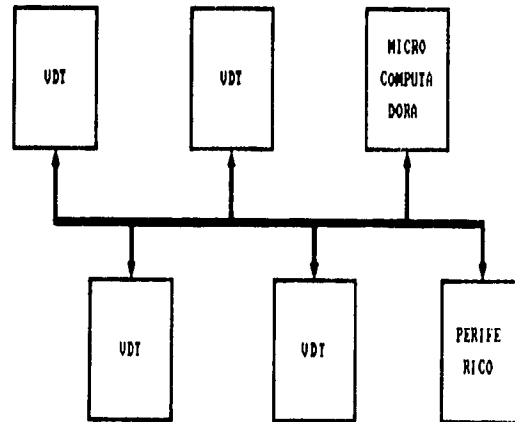 VDT
VDT
MICRO
COMPUTA
DORA
VDT
VDT
PERIFE
RICO